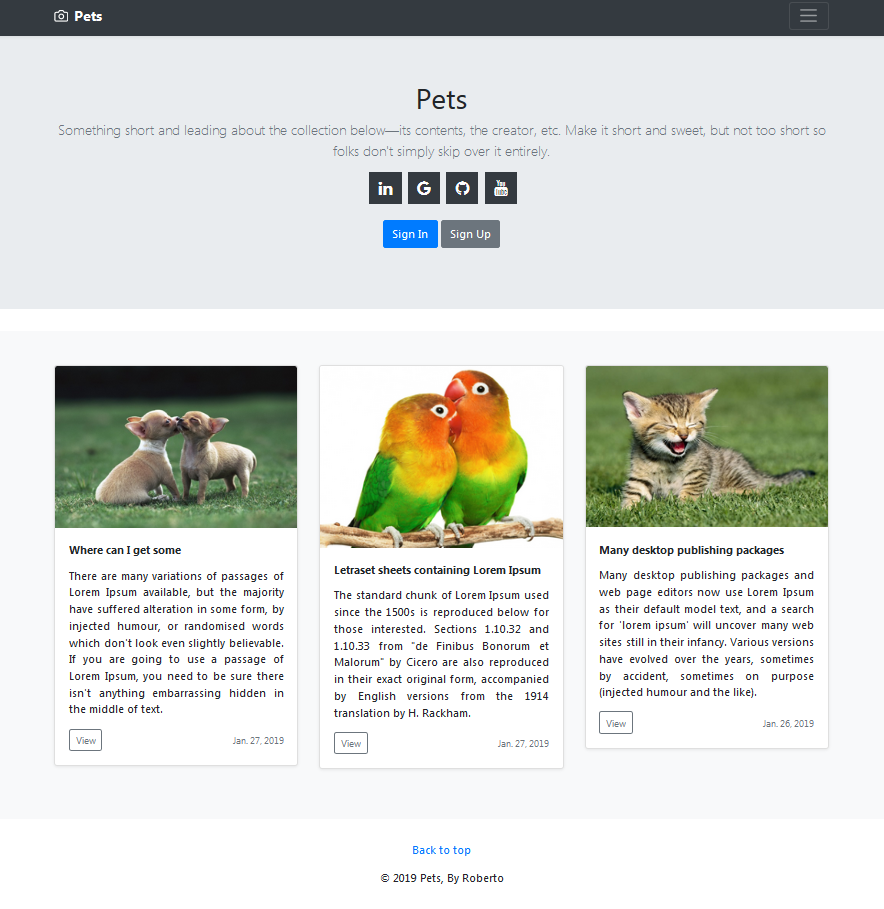 Pets
Pets
Something short and leading about the collection below—its contents, the creator, etc. Make it short and sweet, but not too short so
folks don't simply skip over it entirely.
in
G
You
Tube
Sign In
Sign Up
Where can I get some
There are many variations of passages of
Lorem Ipsum available, but the majority
have suffered alteration in some form, by
injected humour, or randomised words
which don't look even slightly believable.
If you are going to use a passage of
Lorem Ipsum, you need to be sure there
isn't anything embarrassing hidden in
the middle of text.
View
Jan. 27, 2019
Letraset sheets containing Lorem Ipsum
The standard chunk of Lorem Ipsum used
since the 1500s is reproduced below for
those interested. Sections 1.10.32 and
1.10.33 from "de Finibus Bonorum et
Malorum" by Cicero are also reproduced
in their exact original form, accompanied
by English versions from the 1914
translation by H. Rackham.
View
Jan. 27, 2019
Many desktop publishing packages
Many desktop publishing packages and
web page editors now use Lorem Ipsum
as their default model text, and a search
for 'lorem ipsum' will uncover many web
sites still in their infancy. Various versions
have evolved over the years, sometimes
by accident, sometimes on purpose
(injected humour and the like).
View
Jan. 26, 2019
Back to top
© 2019 Pets, By Roberto